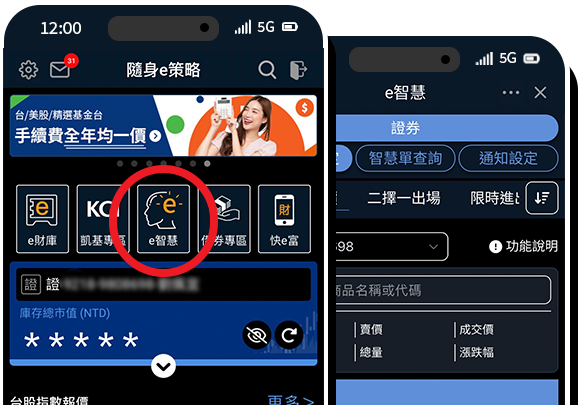 12:00 5G
31
隨身e策略
台/美股/精選基金台
手續費全年均一價
$
e財庫
凱基專區
e智慧
債券專區
快e富
財
證 證
庫存總市值 (NTD)
* * * * *
台股指數報價 更多 >
5G
e智慧
證券
智慧單查詢 通知設定
二擇一出場 限時進
功能說明
商品名稱或代碼
賣價 成交價
總量 漲跌幅